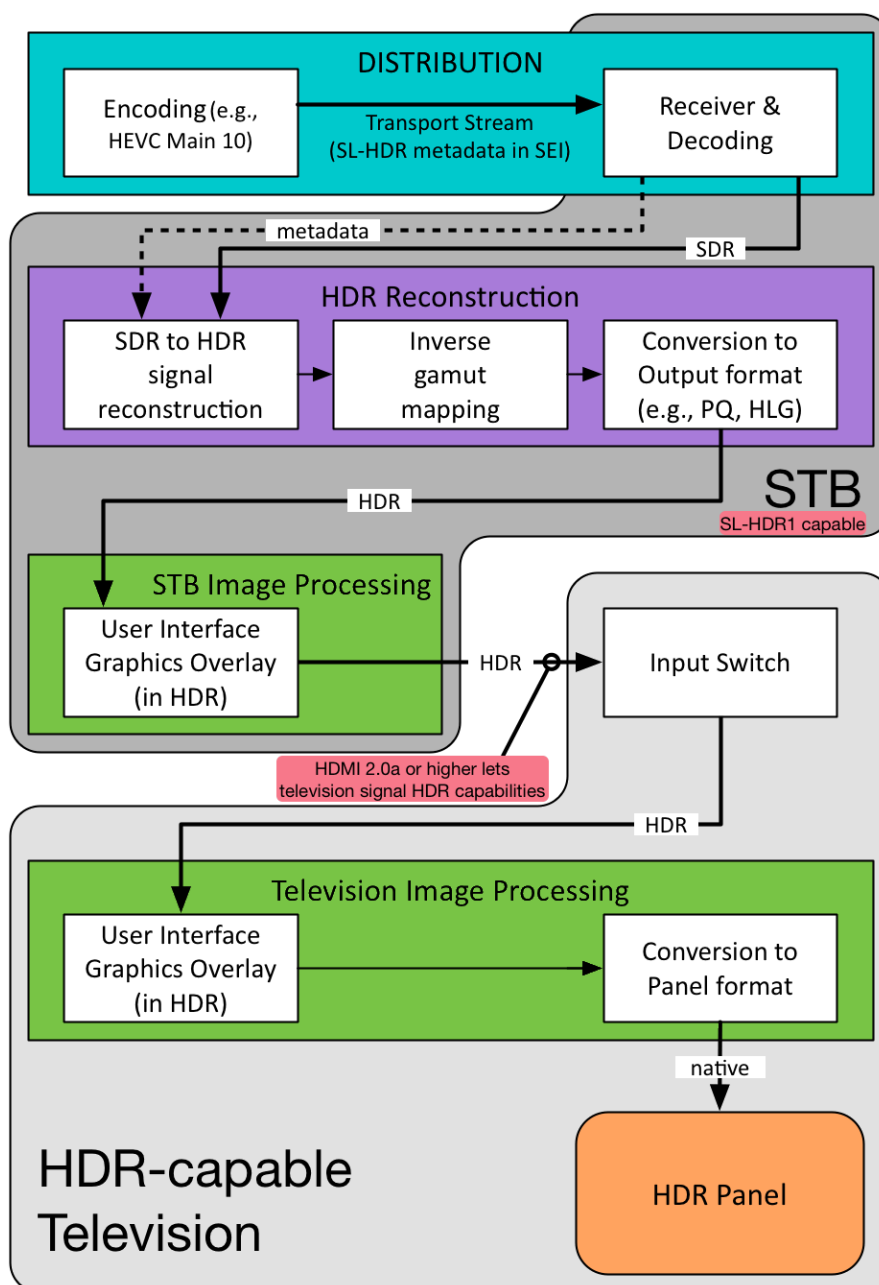 DISTRIBUTION
Encoding (e.g.,
HEVC Main 10)
Transport Stream
(SL-HDR metadata in SEI)
Receiver &
Decoding
metadata
SDR
HDR Reconstruction
SDR to HDR
signal
reconstruction
Inverse
gamut
mapping
Conversion to
Output format
(e.g., PQ, HLG)
HDR
STB
SL-HDR1 capable
STB Image Processing
User Interface
Graphics Overlay
(in HDR)
HDR
Input Switch
HDMI 2.0a or higher lets
television signal HDR capabilities
HDR
Television Image Processing
User Interface
Graphics Overlay
(in HDR)
Conversion to
Panel format
native
HDR-capable
Television
HDR Panel